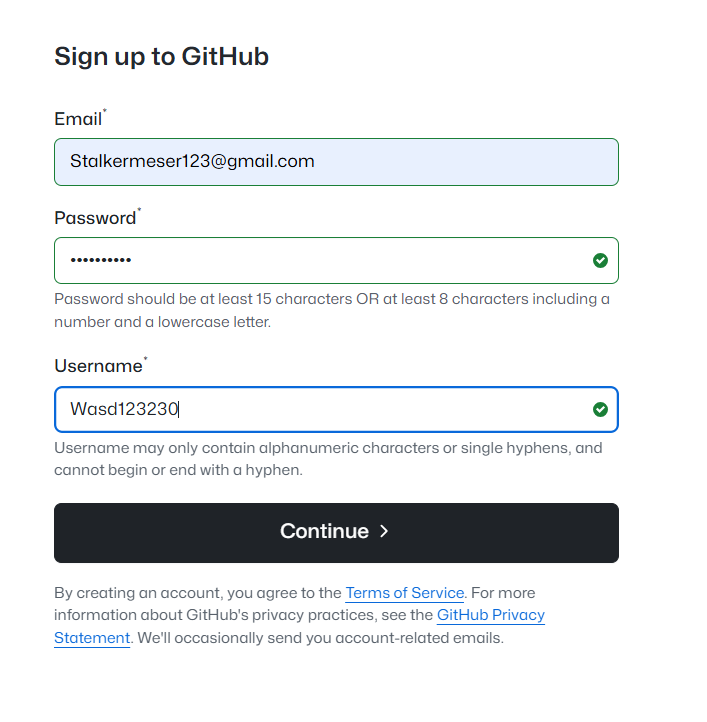 Sign up to GitHub
Email*
Stalkermeser123@gmail.com
Password*
••••••••••
Password should be at least 15 characters OR at least 8 characters including a
number and a lowercase letter.
Username*
Wasd123230
Username may only contain alphanumeric characters or single hyphens, and
cannot begin or end with a hyphen.
Continue >
By creating an account, you agree to the Terms of Service. For more
information about GitHub's privacy practices, see the GitHub Privacy
Statement. We'll occasionally send you account-related emails.